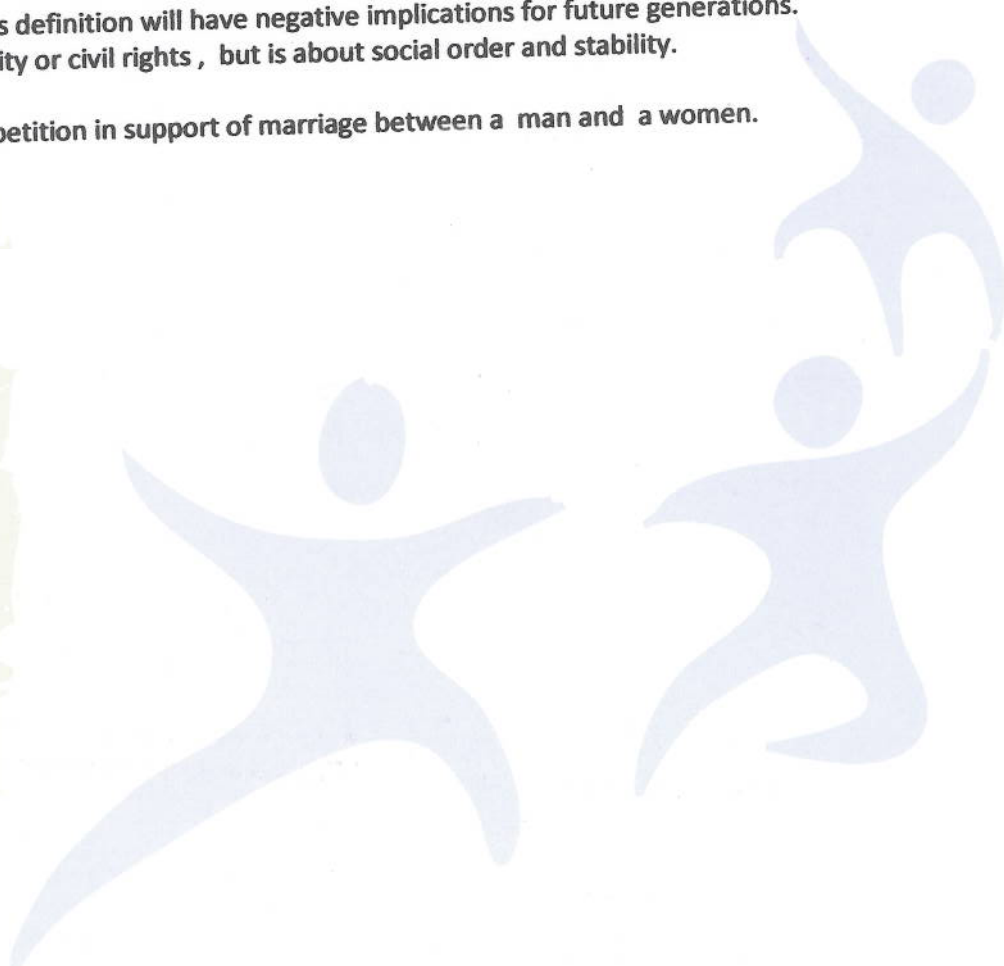 s definition will have negative implications for future generations.
ity or civil rights , but is about social order and stability.
petition in support of marriage between a man and a women.